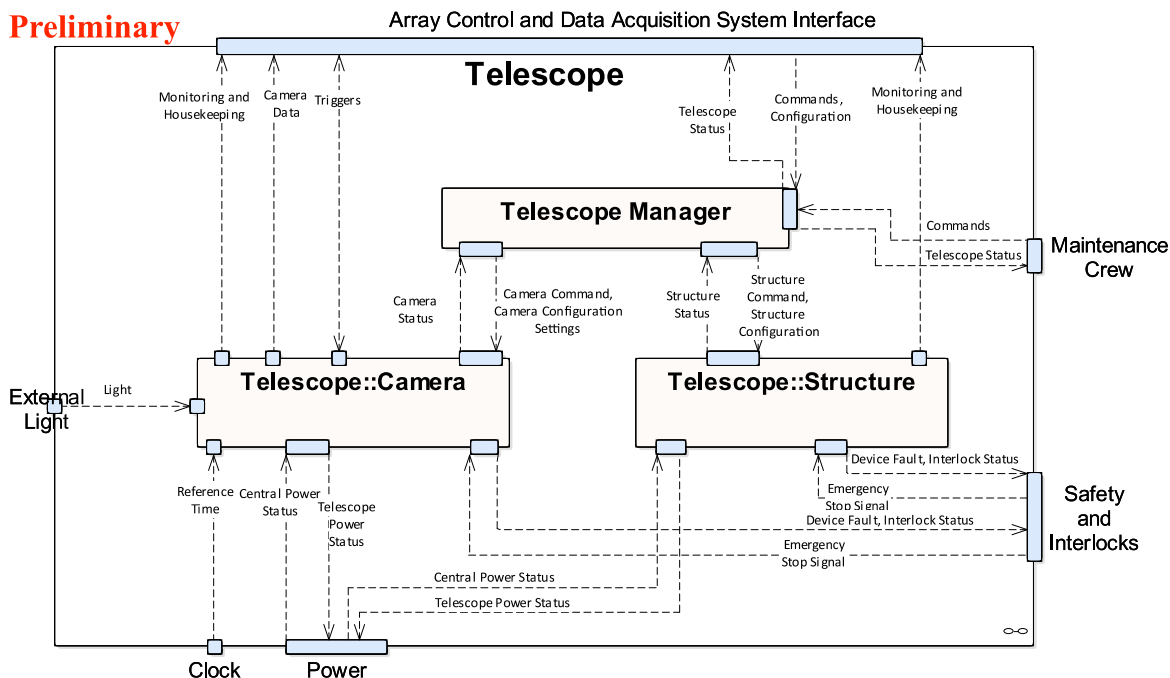 Preliminary
Array Control and Data Acquisition System Interface
Telescope
Monitoring and
Housekeeping
Camera
Data
Triggers
Telescope
Status
Commands,
Configuration
Monitoring and
Housekeeping
Telescope Manager
Commands
Telescope Status
Maintenance
Crew
Camera
Status
Camera Command,
Camera Configuration
Settings
Structure
Status
Structure
Command,
Structure
Configuration
Telescope::Camera
Telescope::Structure
External
Light
Light
Reference
Time
Central Power
Status
Telescope
Power
Status
Device Fault, Interlock Status
Emergency
Stop Signal
Device Fault, Interlock Status
Emergency
Stop Signal
Safety
and
Interlocks
Central Power Status
Telescope Power Status
Clock
Power